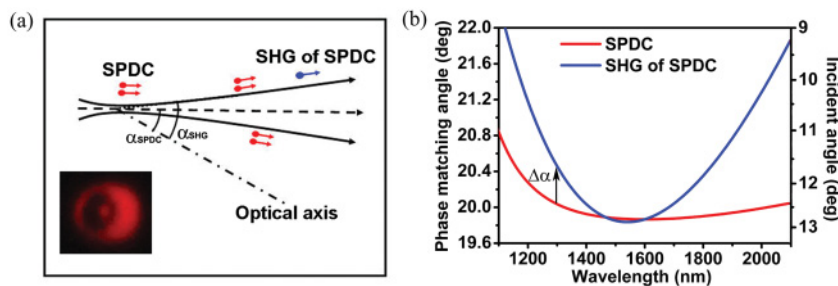 (a)
SPDC
SHG of SPDC
αSPDC
αSHG
Optical axis
(b)
Phase matching angle (deg)
22.0
21.6
21.2
20.8
20.4
20.0
19.6
SPDC
SHG of SPDC
Δα
1200
1400
1600
1800
2000
Wavelength (nm)
9
10
11
12
13
Incident angle (deg)